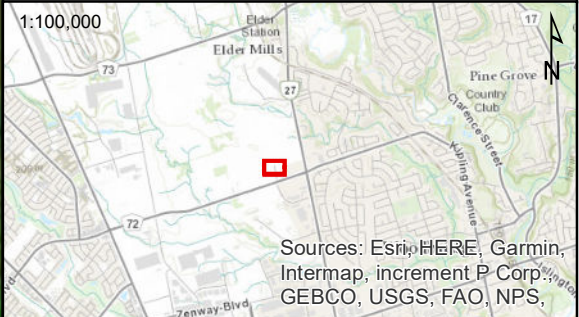 1:100,000
Elder
Station
Elder Mills
17
N
73
27
Pine Grove
Country
Club
Clarence Street
Kipling Avenue
72
Islington
Zenway-Blvd
Sources: Esri, HERE, Garmin,
Intermap, increment P Corp.,
GEBCO, USGS, FAO, NPS,